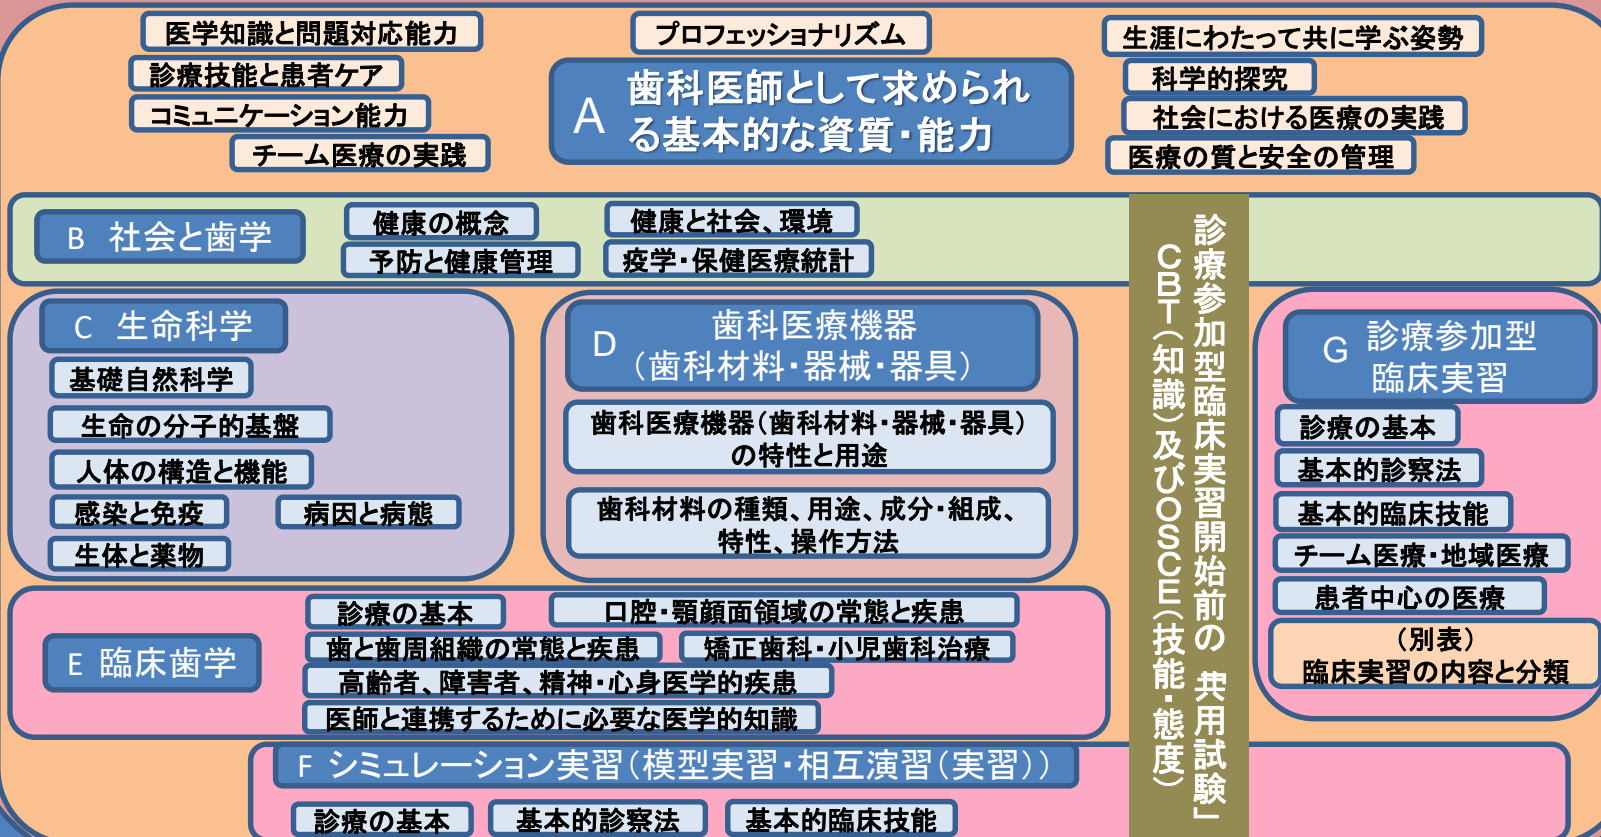 医学知識と問題対応能力
診療技能と患者ケア
コミュニケーション能力
チーム医療の実践
プロフェッショナリズム
A 歯科医師として求められ
る基本的な資質・能力
生涯にわたって共に学ぶ姿勢
科学的探究
社会における医療の実践
医療の質と安全の管理
B 社会と歯学
健康の概念
健康と社会、環境
予防と健康管理
疫学・保健医療統計
C 生命科学
基礎自然科学
生命の分子的基盤
人体の構造と機能
感染と免疫
病因と病態
生体と薬物
D 歯科医療機器
（歯科材料・器械・器具）
歯科医療機器（歯科材料・器械・器具）
の特性と用途
歯科材料の種類、用途、成分・組成、
特性、操作方法
E 臨床歯学
診療の基本
口腔・顎顔面領域の常態と疾患
歯と歯周組織の常態と疾患
矯正歯科・小児歯科治療
高齢者、障害者、精神・心身医学的疾患
医師と連携するために必要な医学的知識
F シミュレーション実習（模型実習・相互演習（実習））
診療の基本
基本的診察法
基本的臨床技能
診療参加型臨床実習開始前の 共用試験」
CBT（知識）及びOSCE（技能・態度）
G 診療参加型
臨床実習
診療の基本
基本的診察法
基本的臨床技能
チーム医療・地域医療
患者中心の医療
（別表）
臨床実習の内容と分類